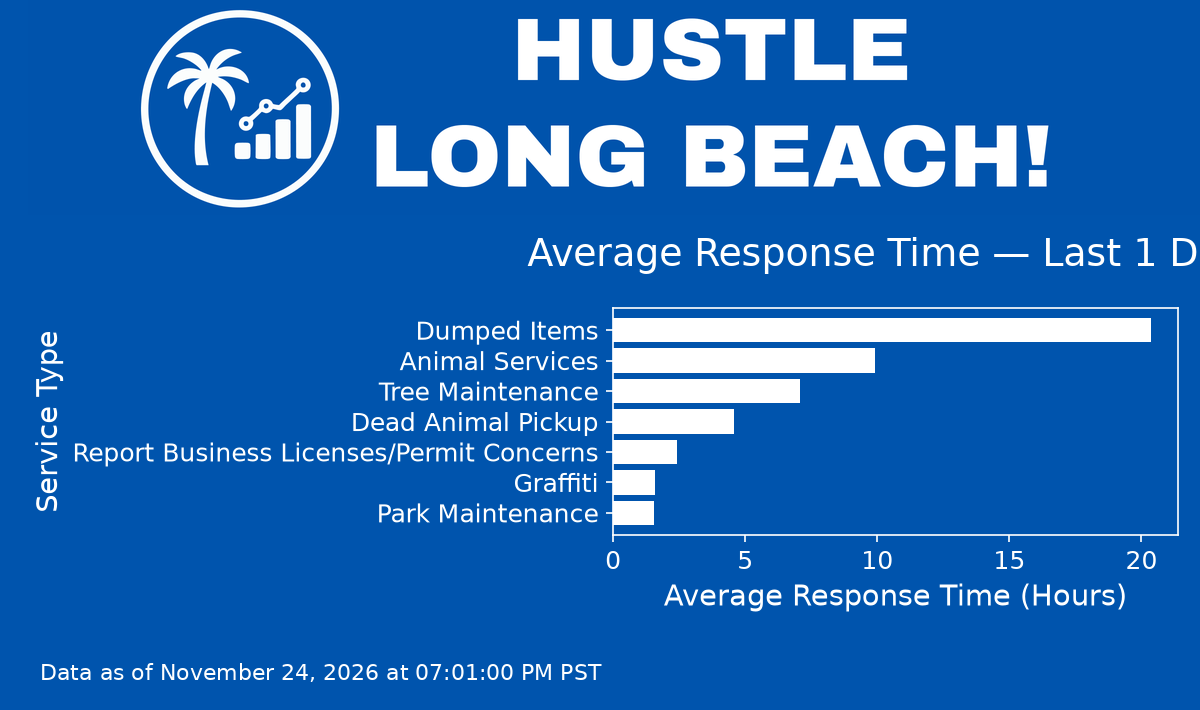 HUSTLE
LONG BEACH!
Average Response Time — Last 1 D
Service Type
Dumped Items
Animal Services
Tree Maintenance
Dead Animal Pickup
Report Business Licenses/Permit Concerns
Graffiti
Park Maintenance
0 5 10 15 20
Average Response Time (Hours)
Data as of November 24, 2026 at 07:01:00 PM PST